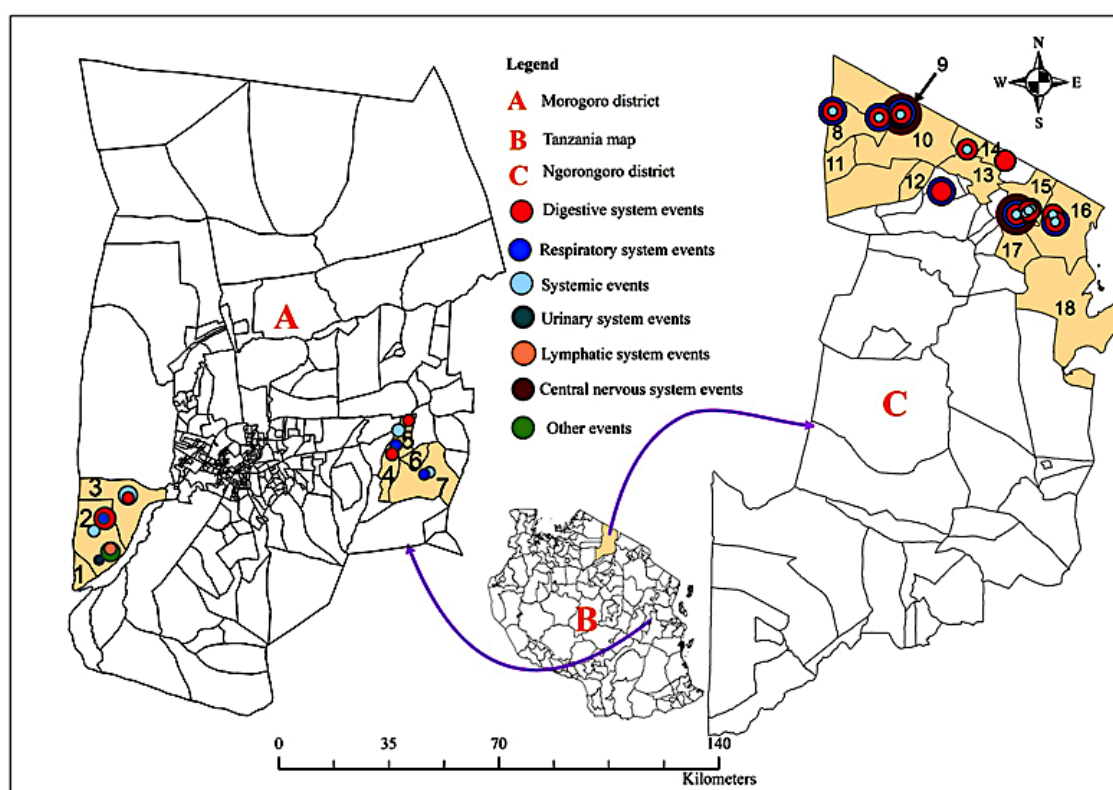 Legend
A Morogoro district
B Tanzania map
C Ngorongoro district
Digestive system events
Respiratory system events
Systemic events
Urinary system events
Lymphatic system events
Central nervous system events
Other events
A
3
2
1
5
4
6
7
B
9
N
W E
S
8
10
14
11
13
12
15
16
17
18
C
0 35 70 140
Kilometers